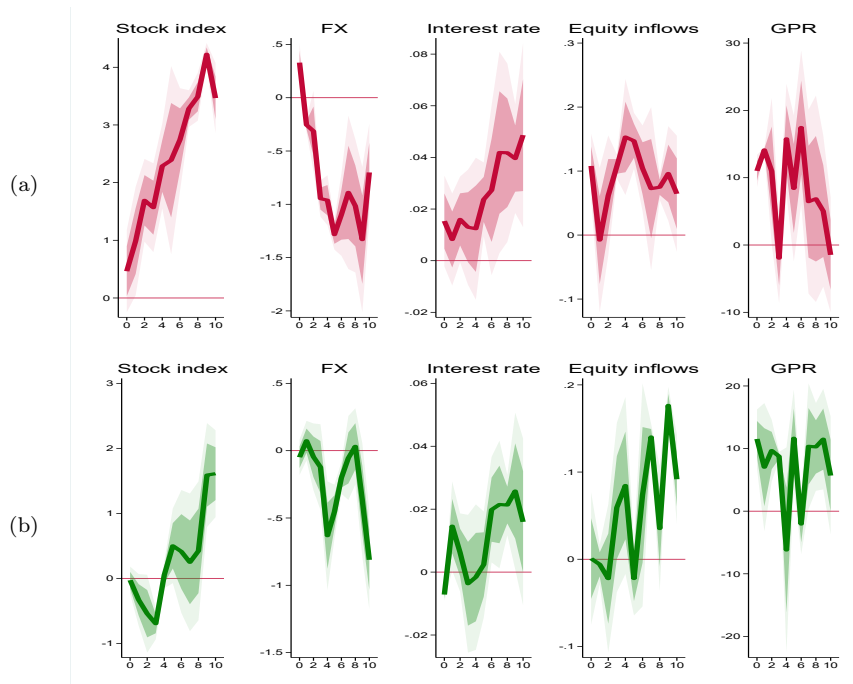 Stock index FX Interest rate Equity inflows GPR
4 3 2 1 0
.5 0 -.5 -1 -1.5 -2
.08 .06 .04 .02 0 -.02
.3 .2 .1 0 -.1
30 20 10 0 -10
(a)
0 2 4 6 8 10 0 2 4 6 8 10 0 2 4 6 8 10 0 2 4 6 8 10 0 2 4 6 8 10
Stock index FX Interest rate Equity inflows GPR
3 2 1 0 -1
.5 0 -.5 -1 -1.5
.06 .04 .02 0 -.02
.2 .1 0 -.1
20 10 0 -10 -20
(b)
0 2 4 6 8 10 0 2 4 6 8 10 0 2 4 6 8 10 0 2 4 6 8 10 0 2 4 6 8 10